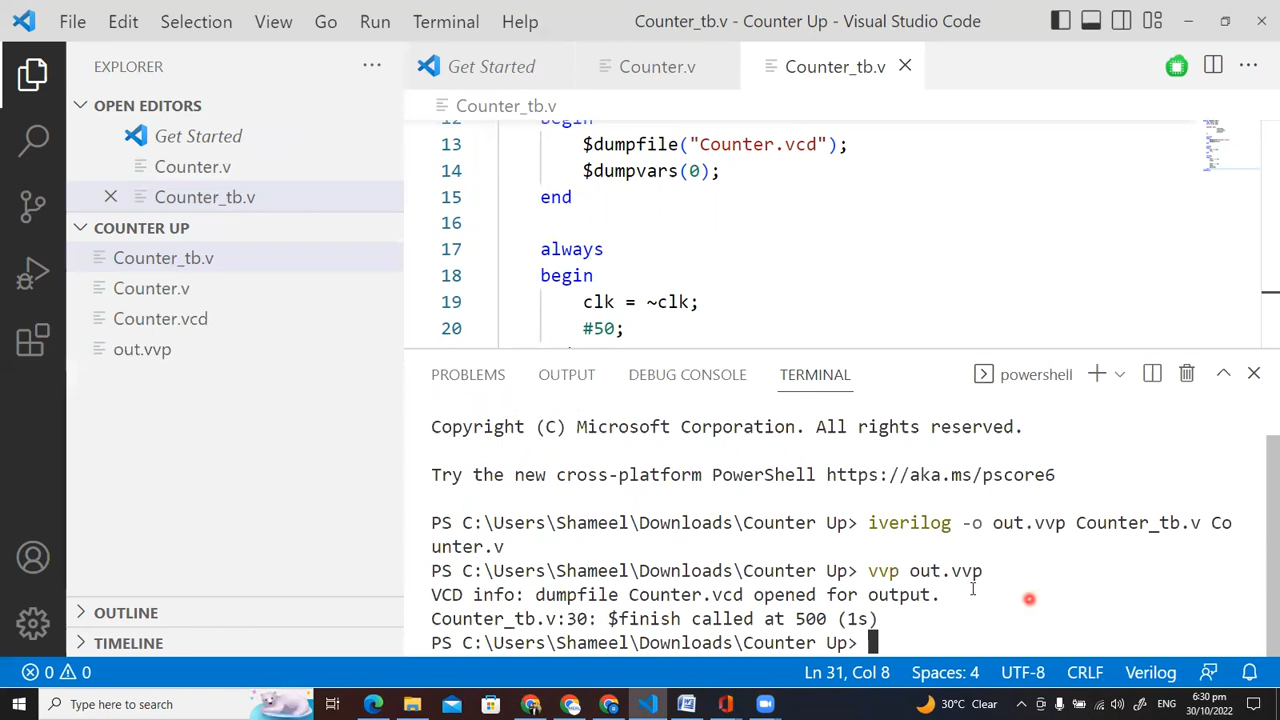 File Edit Selection View Go Run Terminal Help Counter_tb.v - Counter Up - Visual Studio Code
EXPLORER
OPEN EDITORS
Get Started
Counter.v
Counter_tb.v
COUNTER UP
Counter_tb.v
Counter.v
Counter.vcd
out.vvp
OUTLINE
TIMELINE
Get Started Counter.v Counter_tb.v
Counter_tb.v
12 begin
13 $dumpfile("Counter.vcd");
14 $dumpvars(0);
15 end
16
17 always
18 begin
19 clk = ~clk;
20 #50;
PROBLEMS OUTPUT DEBUG CONSOLE TERMINAL powershell
Copyright (C) Microsoft Corporation. All rights reserved.
Try the new cross-platform PowerShell https://aka.ms/pscore6
PS C:\Users\Shameel\Downloads\Counter Up> iverilog -o out.vvp Counter_tb.v Co
unter.v
PS C:\Users\Shameel\Downloads\Counter Up> vvp out.vvp
VCD info: dumpfile Counter.vcd opened for output.
Counter_tb.v:30: $finish called at 500 (1s)
PS C:\Users\Shameel\Downloads\Counter Up>
0 0 Ln 31, Col 8 Spaces: 4 UTF-8 CRLF Verilog
Type here to search 30°C Clear ENG 6:30 pm
30/10/2022